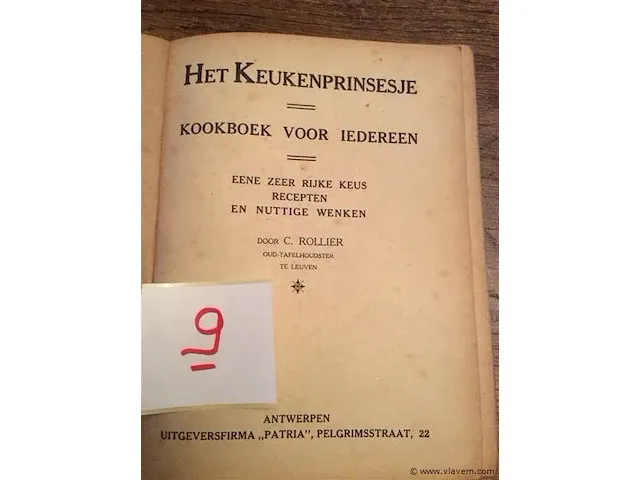 HET KEUKENPRINSESJE
KOOKBOEK VOOR IEDEREEN
EENE ZEER RIJKE KEUS
RECEPTEN
EN NUTTIGE WENKEN
DOOR C. ROLLIER
OUD-TAFELHOUDSTER
TE LEUVEN
9
ANTWERPEN
UITGEVERSFIRMA „PATRIA”, PELGRIMSSTRAAT, 22
© www.vlavem.com